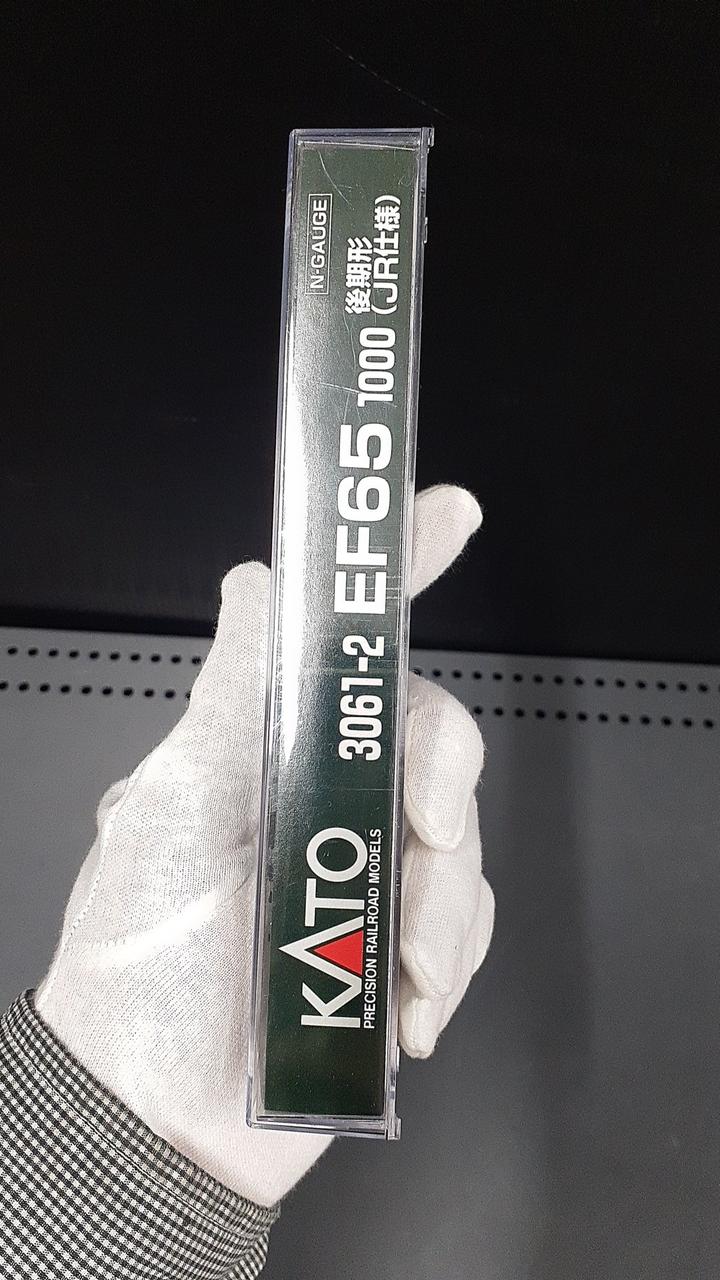 KATO
PRECISION RAILROAD MODELS
3061-2 EF65 1000 後期形
(JR仕様)
N-GAUGE